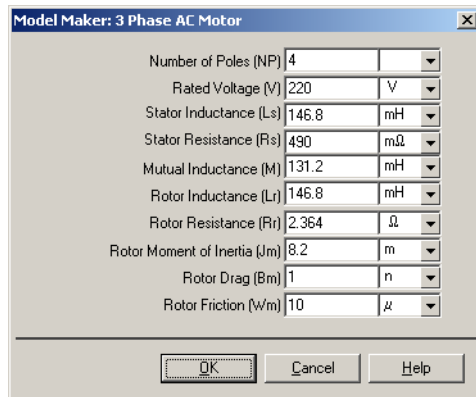 Model Maker: 3 Phase AC Motor
Number of Poles (NP) 4
Rated Voltage (V) 220 V
Stator Inductance (Ls) 146.8 mH
Stator Resistance (Rs) 490 mΩ
Mutual Inductance (M) 131.2 mH
Rotor Inductance (Lr) 146.8 mH
Rotor Resistance (Rr) 2.364 Ω
Rotor Moment of Inertia (Jm) 8.2 m
Rotor Drag (Bm) 1 n
Rotor Friction (Wm) 10 μ
OK Cancel Help